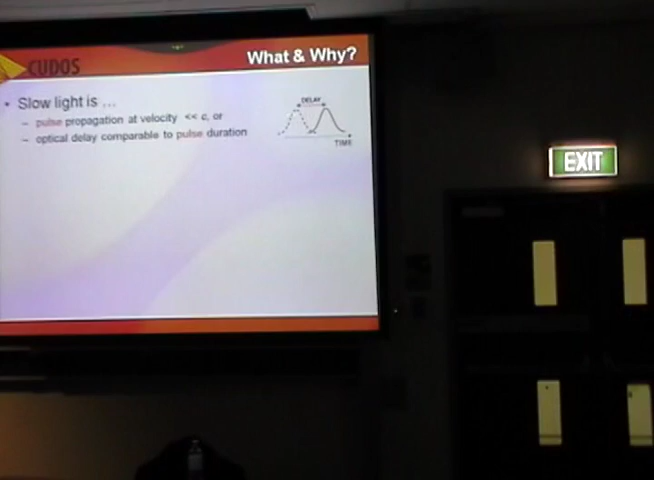 CUDOS
What & Why?
• Slow light is ...
– pulse propagation at velocity << c, or
– optical delay comparable to pulse duration
DELAY
TIME
EXIT